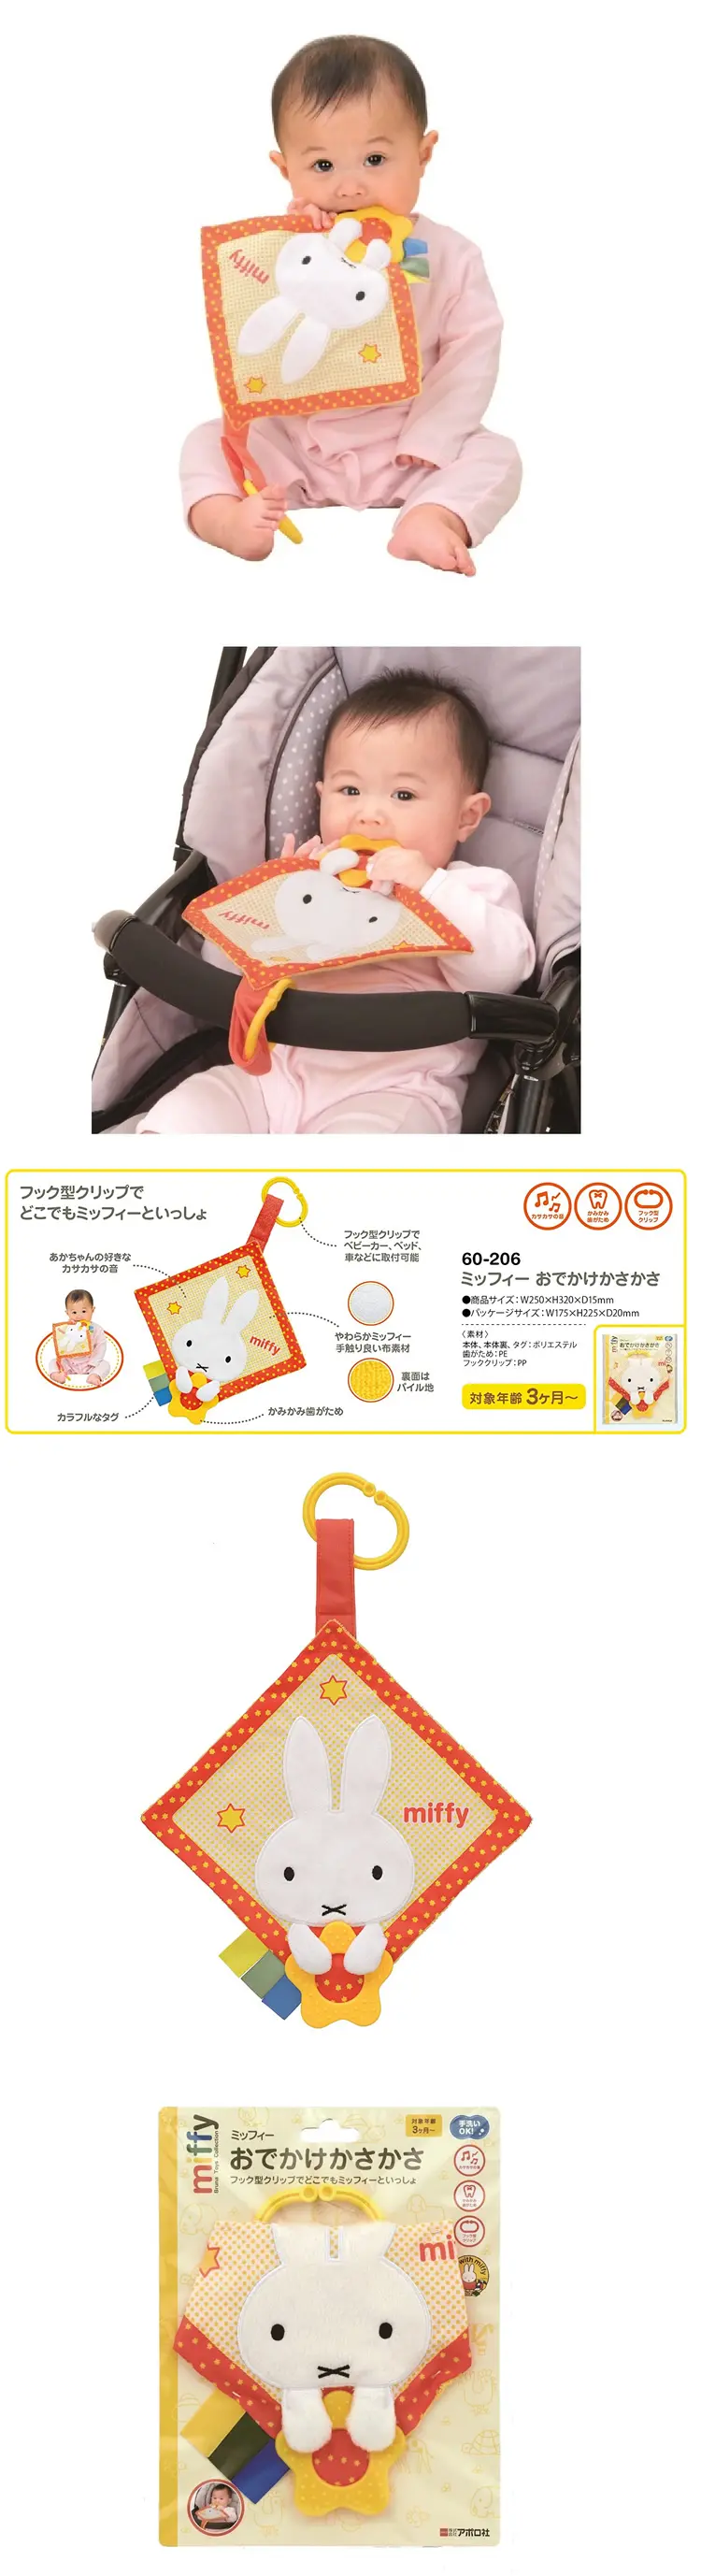 miffy
miffy
フック型クリップで
どこでもミッフィーといっしょ
あかちゃんの好きな
カサカサの音
カラフルなタグ
miffy
フック型クリップで
ベビーカー、ベッド、
車などに取付可能
やわらかミッフィー
手触り良い布素材
裏面は
パイル地
かみかみ歯がため
カサカサの音
かみかみ
歯がため
フック型
クリップ
60-206
ミッフィー おでかけかさかさ
●商品サイズ：W250×H320×D15mm
●パッケージサイズ：W175×H225×D20mm
〈素材〉
本体、本体裏、タグ：ポリエステル
歯がため：PE
フッククリップ：PP
対象年齢 3ヶ月～
miffy
miffy
ミッフィー
おでかけかさかさ
フック型クリップでどこでもミッフィーといっしょ
対象年齢
3ヶ月～
手洗い
OK!
mi
with miffy
アポロ社